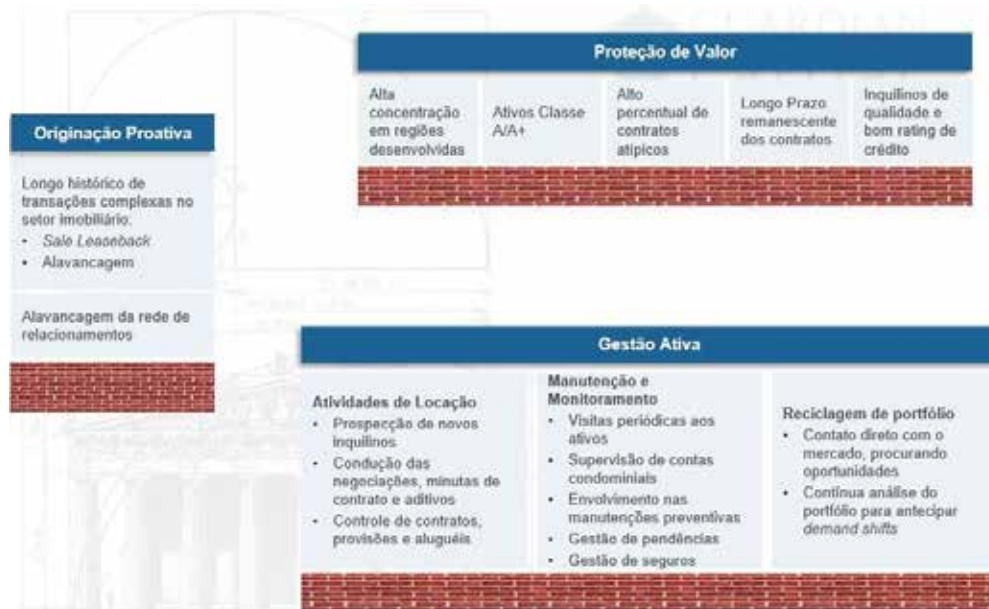 GUARDIAN
Proteção de Valor
Alta
concentração
em regiões
desenvolvidas
Ativos Classe
A/A+
Alto
percentual de
contratos
atípicos
Longo Prazo
remanescente
dos contratos
Inquilinos de
qualidade e
bom rating de
crédito
Originação Proativa
Longo histórico de
transações complexas no
setor imobiliário.
• Sale Leaseback
• Alavancagem
Alavancagem da rede de
relacionamentos
Gestão Ativa
Atividades de Locação
• Prospecção de novos
inquilinos
• Condução das
negociações, minutas de
contrato e aditivos
• Controle de contratos,
provisões e aluguéis
Manutenção e
Monitoramento
• Visitas periódicas aos
ativos
• Supervisão de contas
condominiais
• Envolvimento nas
manutenções preventivas
• Gestão de pendências
• Gestão de seguros
Reciclagem de portfólio
• Contato direto com o
mercado, procurando
oportunidades
• Contínua análise do
portfólio para antecipar
demand shifts